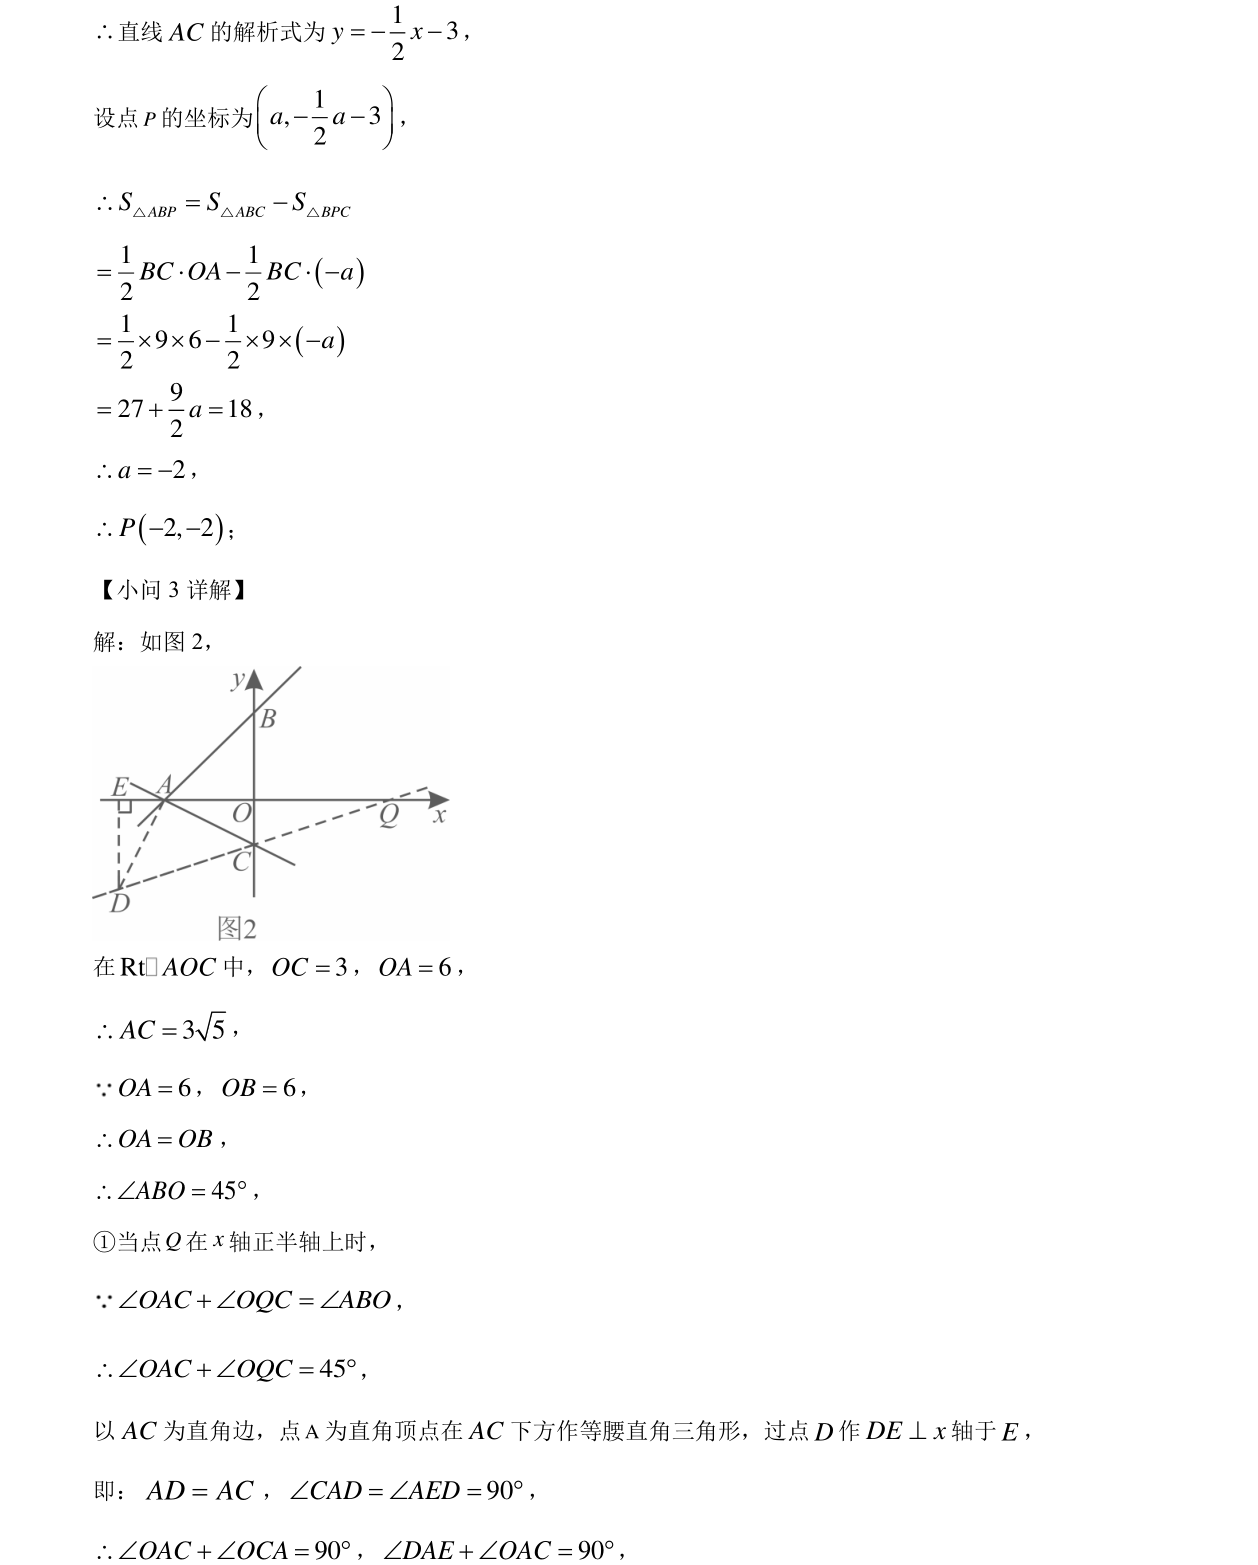 ∴直线 AC 的解析式为 y = −1/2 x − 3，
设点 P 的坐标为 (a, −1/2 a − 3)，
∴ S△ABP = S△ABC − S△BPC
= 1/2 BC · OA − 1/2 BC · (−a)
= 1/2 × 9 × 6 − 1/2 × 9 × (−a)
= 27 + 9/2 a = 18，
∴ a = −2，
∴ P(−2, −2)；
【小问 3 详解】
解：如图 2，
y
B
E A
O Q x
C
D
图2
在 Rt□AOC 中，OC = 3，OA = 6，
∴ AC = 3√5，
∵ OA = 6，OB = 6，
∴ OA = OB，
∴ ∠ABO = 45°，
①当点 Q 在 x 轴正半轴上时，
∵ ∠OAC + ∠OQC = ∠ABO，
∴ ∠OAC + ∠OQC = 45°，
以 AC 为直角边，点 A 为直角顶点在 AC 下方作等腰直角三角形，过点 D 作 DE ⊥ x 轴于 E，
即：AD = AC，∠CAD = ∠AED = 90°，
∴ ∠OAC + ∠OCA = 90°，∠DAE + ∠OAC = 90°，